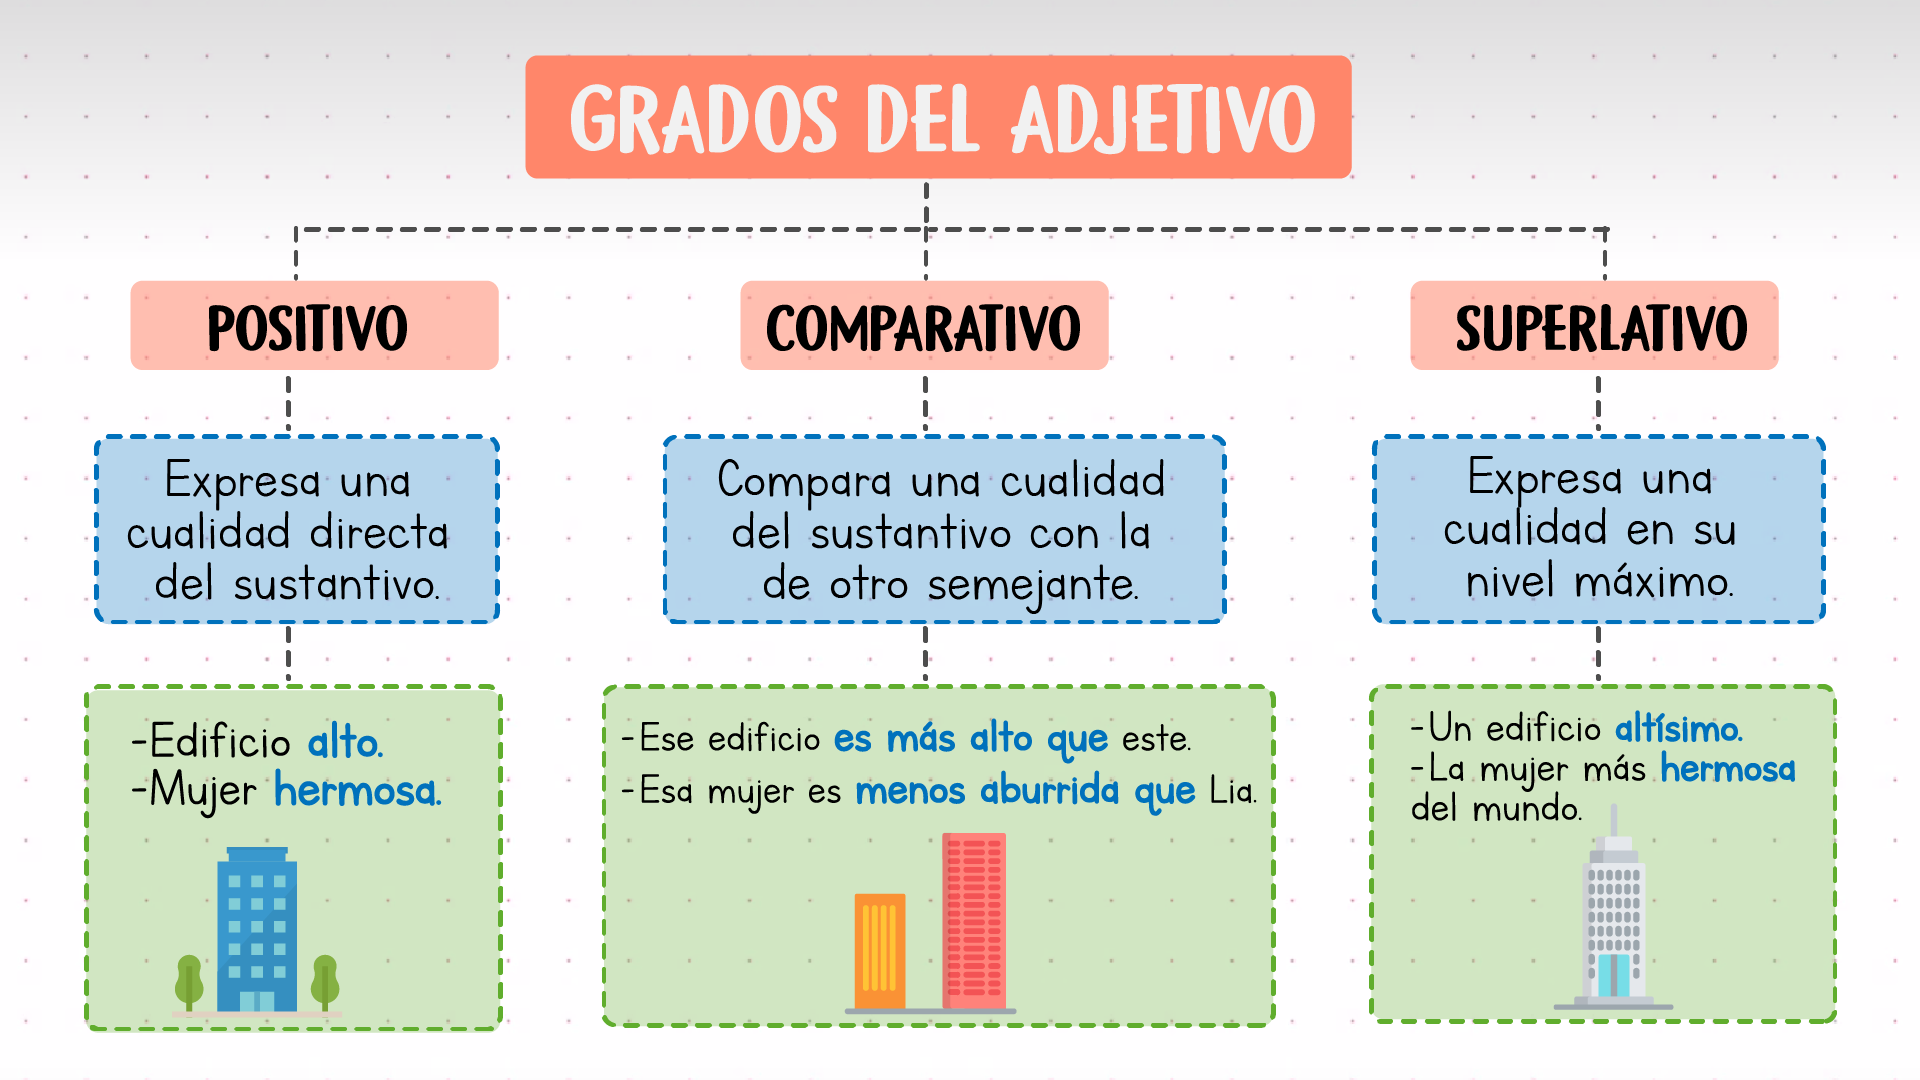 GRADOS DEL ADJETIVO
POSITIVO
Expresa una
cualidad directa
del sustantivo.
-Edificio alto.
-Mujer hermosa.
COMPARATIVO
Compara una cualidad
del sustantivo con la
de otro semejante.
-Ese edificio es más alto que este.
-Esa mujer es menos aburrida que Lia.
SUPERLATIVO
Expresa una
cualidad en su
nivel máximo.
-Un edificio altísimo.
-La mujer más hermosa
del mundo.